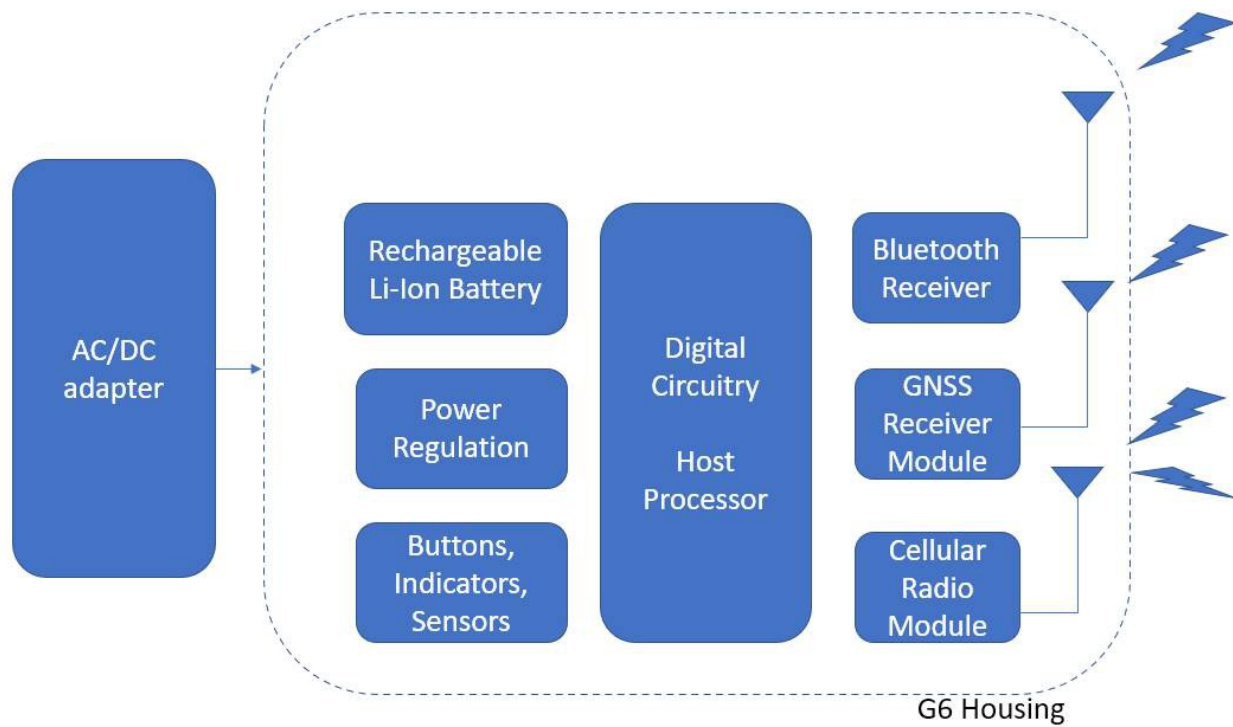 AC/DC
adapter
Rechargeable
Li-Ion Battery
Power
Regulation
Buttons,
Indicators,
Sensors
Digital
Circuitry
Host
Processor
Bluetooth
Receiver
GNSS
Receiver
Module
Cellular
Radio
Module
G6 Housing